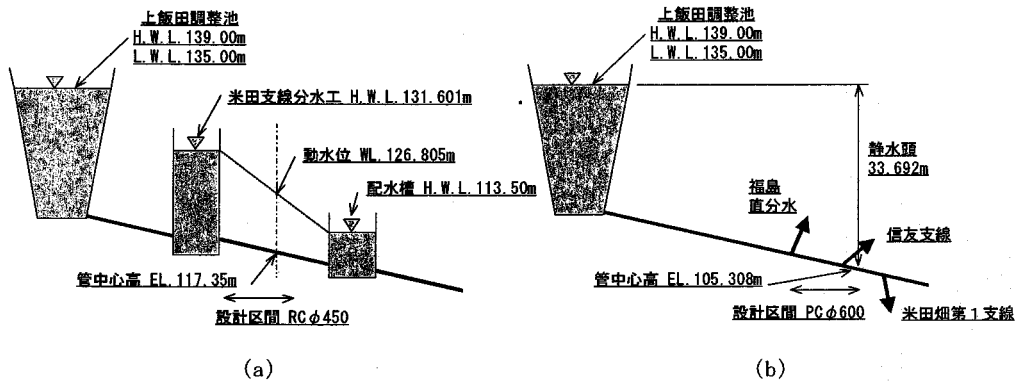 上飯田調整池
H.W.L.139.00m
L.W.L.135.00m
米田支線分水工 H.W.L.131.601m
動水位 WL.126.805m
配水槽 H.W.L.113.50m
管中心高 EL.117.35m
設計区間 RCφ450
(a)
上飯田調整池
H.W.L.139.00m
L.W.L.135.00m
静水頭
33.692m
福島
直分水
信友支線
管中心高 EL.105.308m
設計区間 PCφ600
米田畑第1支線
(b)